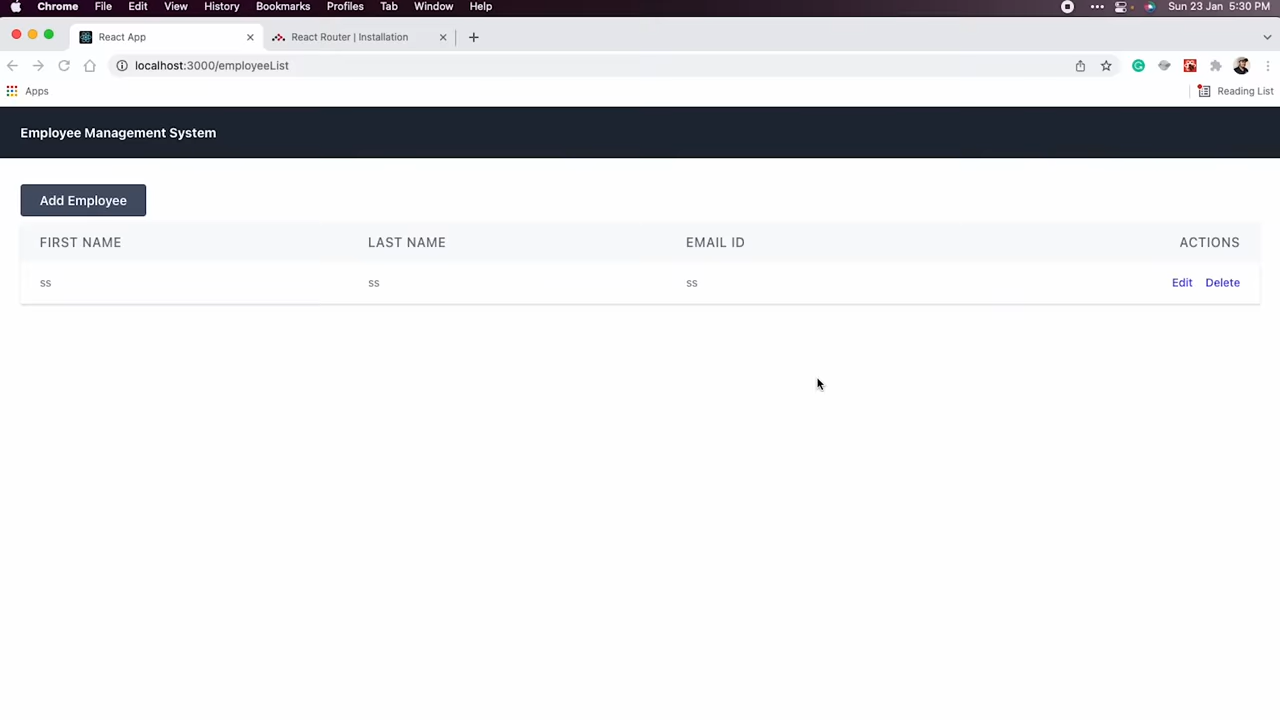 Chrome File Edit View History Bookmarks Profiles Tab Window Help Sun 23 Jan 5:30 PM
React App React Router | Installation
localhost:3000/employeeList
Apps Reading List
Employee Management System
Add Employee
FIRST NAME LAST NAME EMAIL ID ACTIONS
ss ss ss Edit Delete